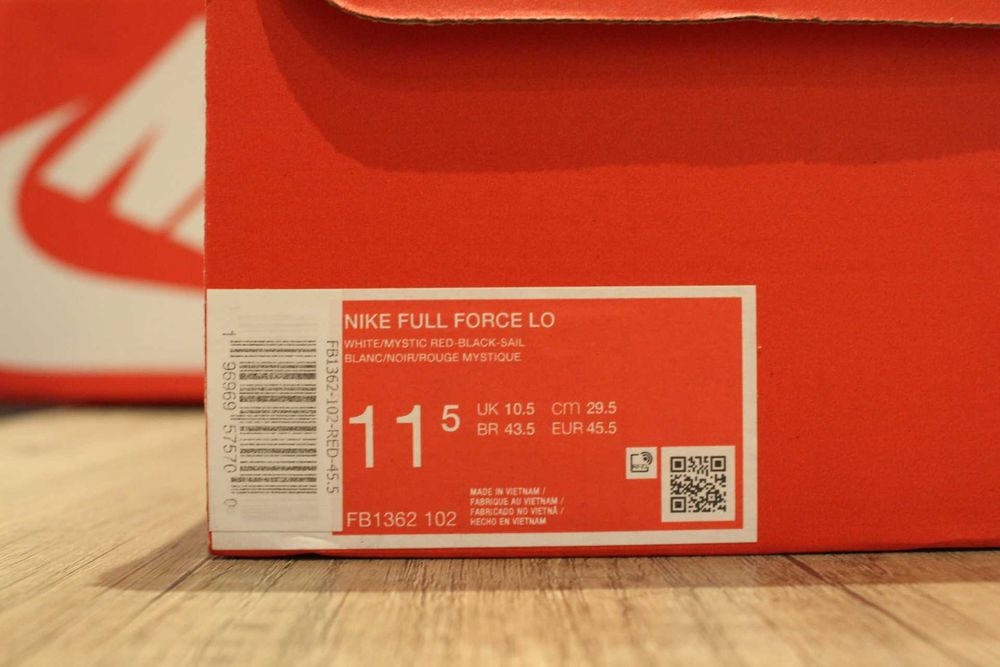 NIKE FULL FORCE LO
WHITE/MYSTIC RED-BLACK-SAIL
BLANC/NOIR/ROUGE MYSTIQUE
11 5
UK 10.5 CM 29.5
BR 43.5 EUR 45.5
RFID
MADE IN VIETNAM /
FABRIQUE AU VIETNAM /
FABRICADO NO VIETNÃ /
HECHO EN VIETNAM
FB1362 102
FB1362-102-RED-45.5
1 96969 57570 0